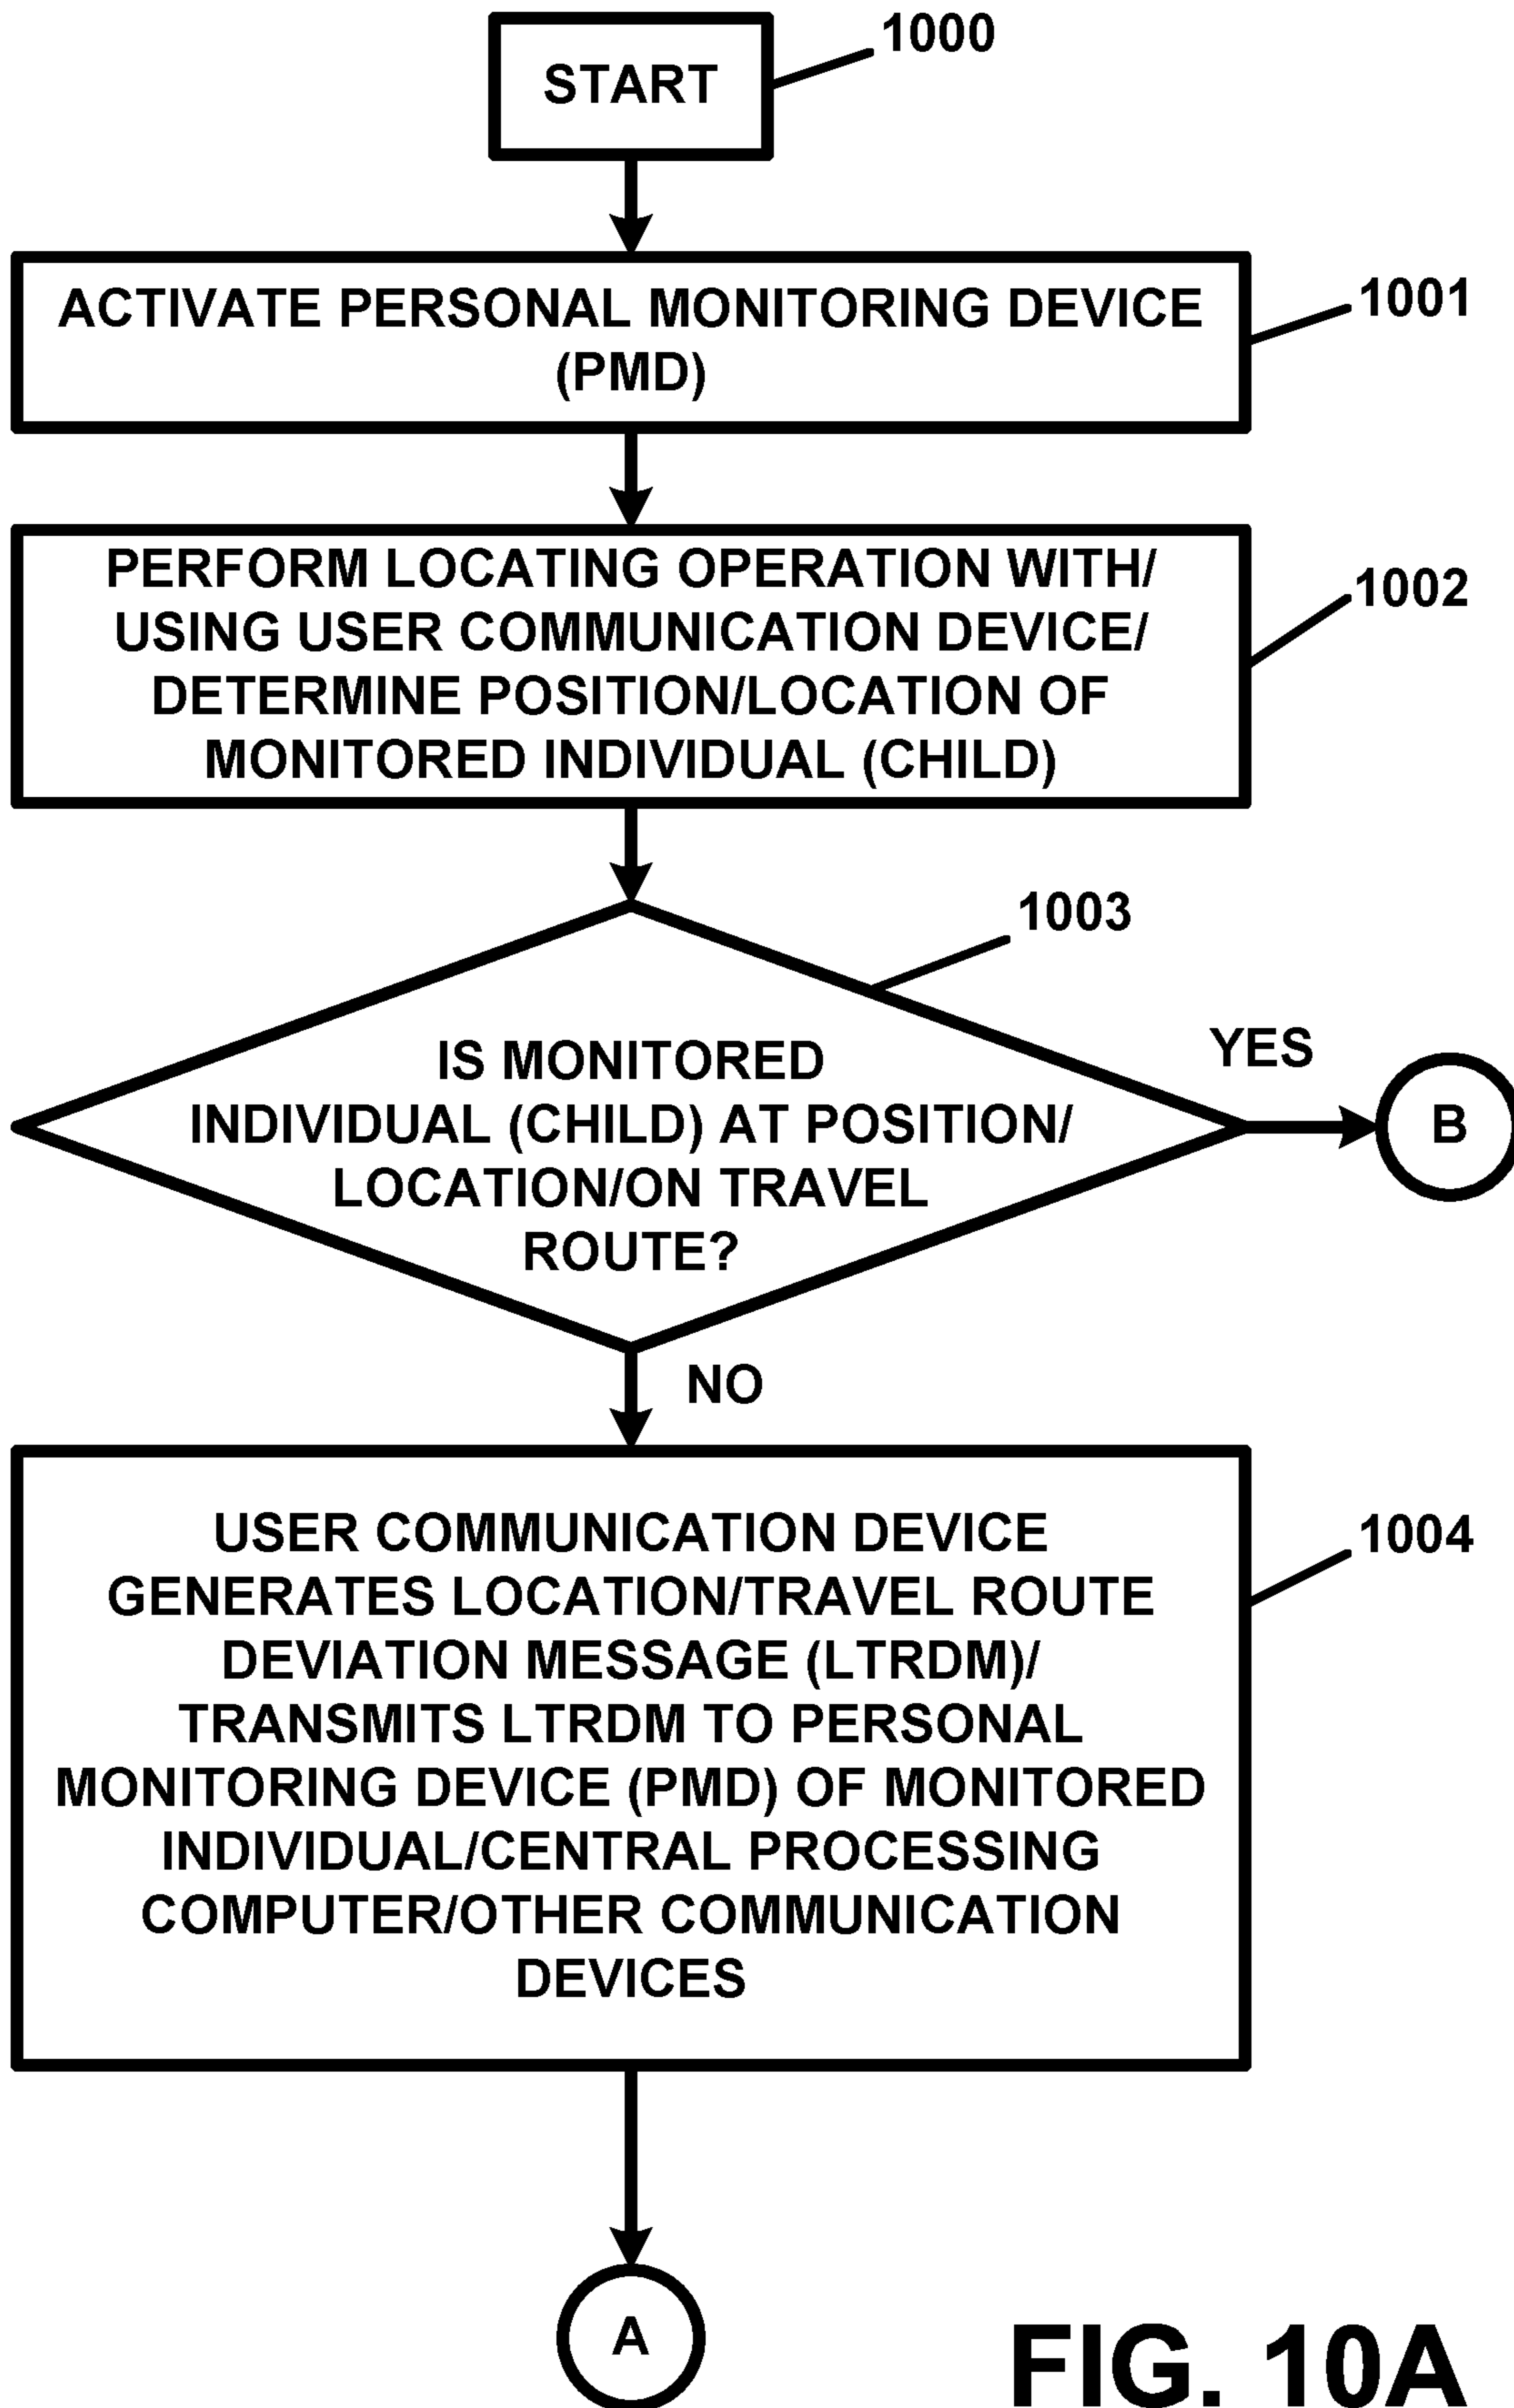 START
1000
ACTIVATE PERSONAL MONITORING DEVICE
(PMD)
1001
PERFORM LOCATING OPERATION WITH/
USING USER COMMUNICATION DEVICE/
DETERMINE POSITION/LOCATION OF
MONITORED INDIVIDUAL (CHILD)
1002
1003
IS MONITORED
INDIVIDUAL (CHILD) AT POSITION/
LOCATION/ON TRAVEL
ROUTE?
YES
B
NO
USER COMMUNICATION DEVICE
GENERATES LOCATION/TRAVEL ROUTE
DEVIATION MESSAGE (LTRDM)/
TRANSMITS LTRDM TO PERSONAL
MONITORING DEVICE (PMD) OF MONITORED
INDIVIDUAL/CENTRAL PROCESSING
COMPUTER/OTHER COMMUNICATION
DEVICES
1004
A
FIG. 10A